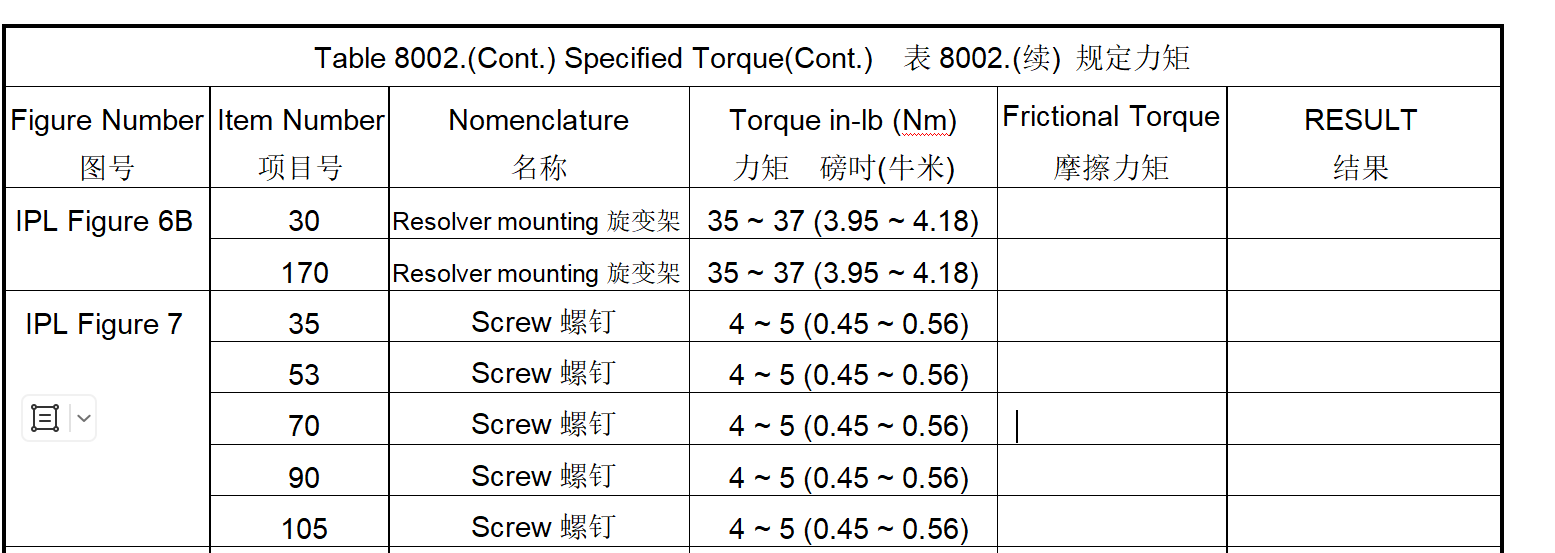 Table 8002.(Cont.) Specified Torque(Cont.) 表 8002.(续) 规定力矩
Figure Number Item Number Nomenclature Torque in-lb (Nm) Frictional Torque RESULT
图号 项目号 名称 力矩 磅吋(牛米) 摩擦力矩 结果
IPL Figure 6B 30 Resolver mounting 旋变架 35 ~ 37 (3.95 ~ 4.18)
170 Resolver mounting 旋变架 35 ~ 37 (3.95 ~ 4.18)
IPL Figure 7 35 Screw 螺钉 4 ~ 5 (0.45 ~ 0.56)
53 Screw 螺钉 4 ~ 5 (0.45 ~ 0.56)
70 Screw 螺钉 4 ~ 5 (0.45 ~ 0.56)
90 Screw 螺钉 4 ~ 5 (0.45 ~ 0.56)
105 Screw 螺钉 4 ~ 5 (0.45 ~ 0.56)